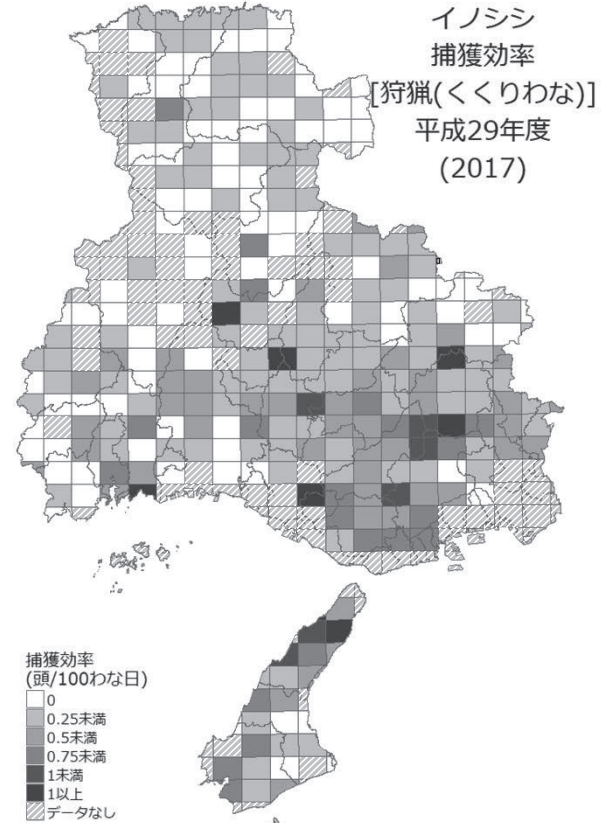 イノシシ
捕獲効率
[狩猟(くくりわな)]
平成29年度
(2017)
捕獲効率
(頭/100わな日)
0
0.25未満
0.5未満
0.75未満
1未満
1以上
データなし